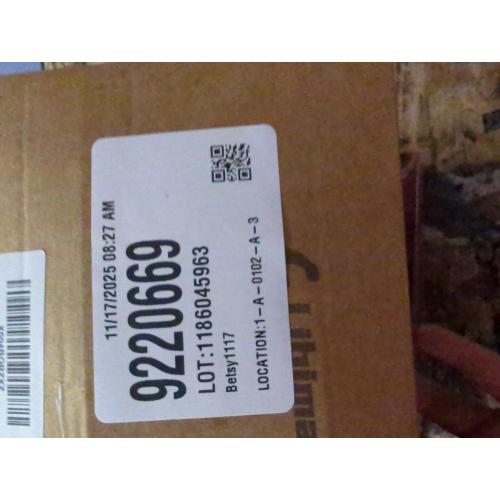 11/17/2025 08:27 AM
9220669
LOT:1186045963
Betsy1117
LOCATION:1-A-0102-A-3